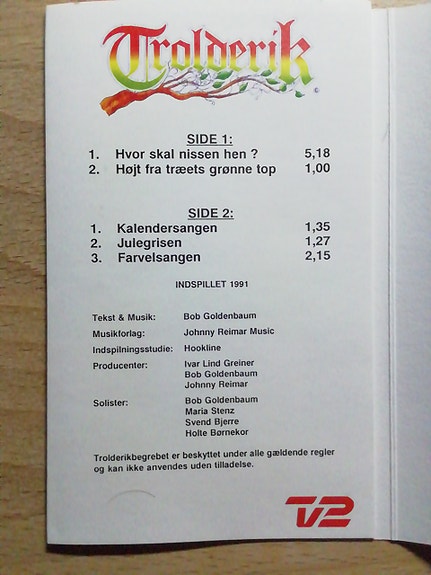 Trolderik
©
SIDE 1:
1. Hvor skal nissen hen ? 5,18
2. Højt fra træets grønne top 1,00
SIDE 2:
1. Kalendersangen 1,35
2. Julegrisen 1,27
3. Farvelsangen 2,15
INDSPILLET 1991
Tekst & Musik: Bob Goldenbaum
Musikforlag: Johnny Reimar Music
Indspilningsstudie: Hookline
Producenter: Ivar Lind Greiner
Bob Goldenbaum
Johnny Reimar
Solister: Bob Goldenbaum
Maria Stenz
Svend Bjerre
Holte Børnekor
Trolderikbegrebet er beskyttet under alle gældende regler
og kan ikke anvendes uden tilladelse.
TV2